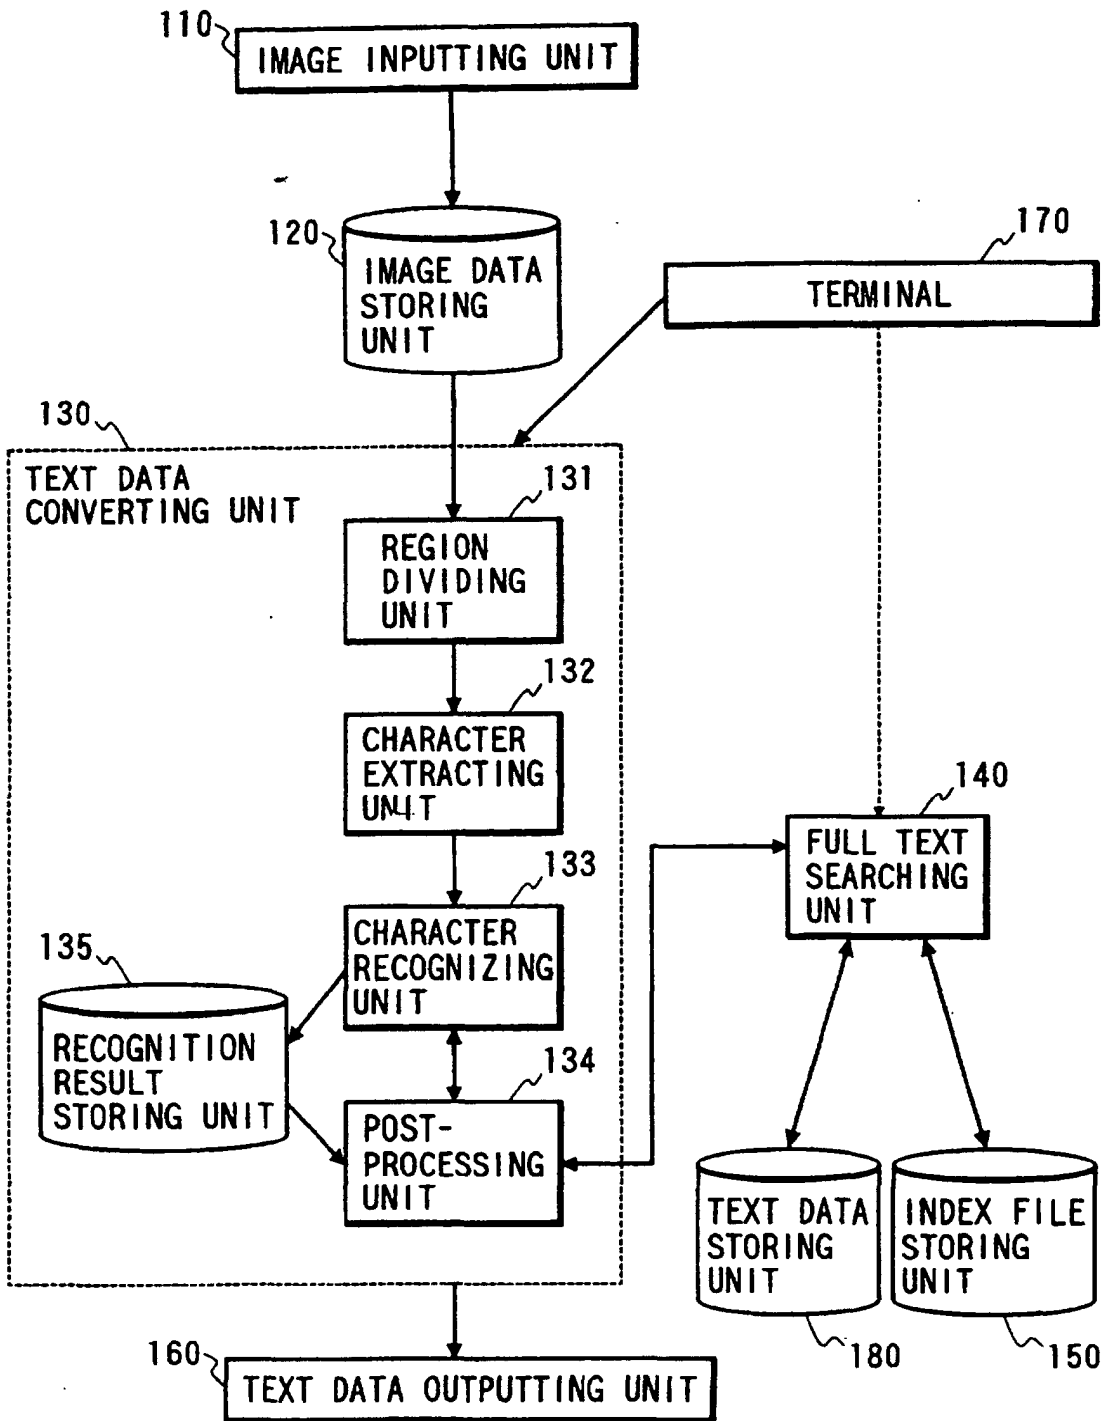 110
IMAGE INPUTTING UNIT
120
IMAGE DATA
STORING
UNIT
170
TERMINAL
130
TEXT DATA
CONVERTING UNIT
131
REGION
DIVIDING
UNIT
132
CHARACTER
EXTRACTING
UNIT
133
CHARACTER
RECOGNIZING
UNIT
135
RECOGNITION
RESULT
STORING UNIT
134
POST-
PROCESSING
UNIT
140
FULL TEXT
SEARCHING
UNIT
TEXT DATA
STORING
UNIT
180
INDEX FILE
STORING
UNIT
150
160
TEXT DATA OUTPUTTING UNIT